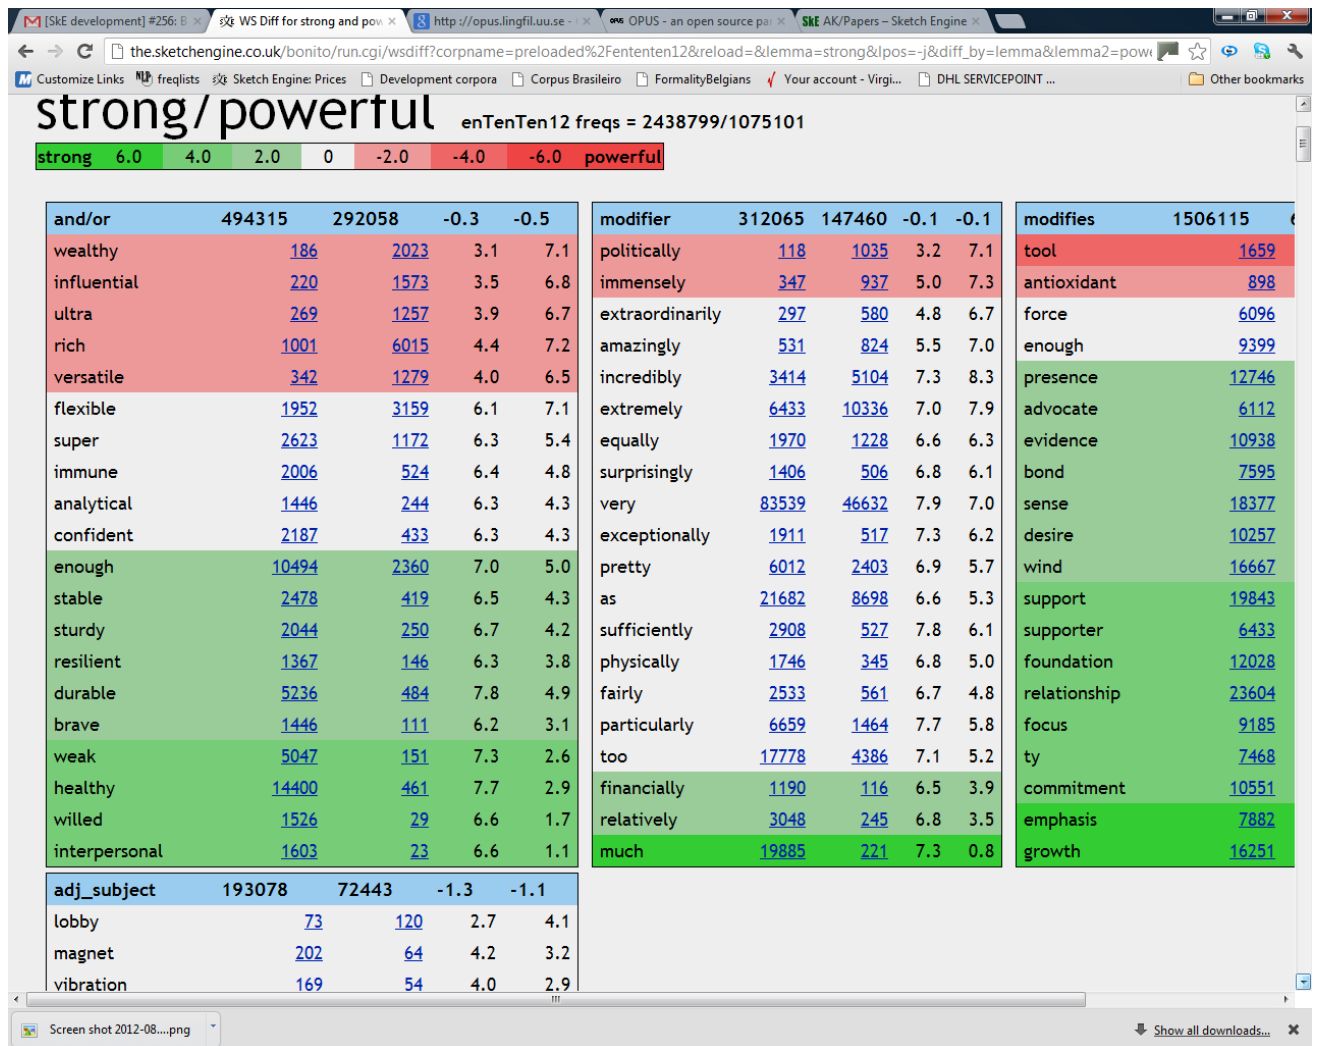 [SkE development] #256: B
WS Diff for strong and pow
http://opus.lingfil.uu.se -
OPUS - an open source par
SkE AK/Papers – Sketch Engine
the.sketchengine.co.uk/bonito/run.cgi/wsdiff?corpname=preloaded%2Fententen12&reload=&lemma=strong&lpos=-j&diff_by=lemma&lemma2=powe
Customize Links freqlists Sketch Engine: Prices Development corpora Corpus Brasileiro FormalityBelgians Your account - Virgi... DHL SERVICEPOINT ... Other bookmarks
strong/powerful enTenTen12 freqs = 2438799/1075101
strong 6.0 4.0 2.0 0 -2.0 -4.0 -6.0 powerful
and/or 494315 292058 -0.3 -0.5
wealthy 186 2023 3.1 7.1
influential 220 1573 3.5 6.8
ultra 269 1257 3.9 6.7
rich 1001 6015 4.4 7.2
versatile 342 1279 4.0 6.5
flexible 1952 3159 6.1 7.1
super 2623 1172 6.3 5.4
immune 2006 524 6.4 4.8
analytical 1446 244 6.3 4.3
confident 2187 433 6.3 4.3
enough 10494 2360 7.0 5.0
stable 2478 419 6.5 4.3
sturdy 2044 250 6.7 4.2
resilient 1367 146 6.3 3.8
durable 5236 484 7.8 4.9
brave 1446 111 6.2 3.1
weak 5047 151 7.3 2.6
healthy 14400 461 7.7 2.9
willed 1526 29 6.6 1.7
interpersonal 1603 23 6.6 1.1
modifier 312065 147460 -0.1 -0.1
politically 118 1035 3.2 7.1
immensely 347 937 5.0 7.3
extraordinarily 297 580 4.8 6.7
amazingly 531 824 5.5 7.0
incredibly 3414 5104 7.3 8.3
extremely 6433 10336 7.0 7.9
equally 1970 1228 6.6 6.3
surprisingly 1406 506 6.8 6.1
very 83539 46632 7.9 7.0
exceptionally 1911 517 7.3 6.2
pretty 6012 2403 6.9 5.7
as 21682 8698 6.6 5.3
sufficiently 2908 527 7.8 6.1
physically 1746 345 6.8 5.0
fairly 2533 561 6.7 4.8
particularly 6659 1464 7.7 5.8
too 17778 4386 7.1 5.2
financially 1190 116 6.5 3.9
relatively 3048 245 6.8 3.5
much 19885 221 7.3 0.8
modifies 1506115
tool 1659
antioxidant 898
force 6096
enough 9399
presence 12746
advocate 6112
evidence 10938
bond 7595
sense 18377
desire 10257
wind 16667
support 19843
supporter 6433
foundation 12028
relationship 23604
focus 9185
ty 7468
commitment 10551
emphasis 7882
growth 16251
adj_subject 193078 72443 -1.3 -1.1
lobby 73 120 2.7 4.1
magnet 202 64 4.2 3.2
vibration 169 54 4.0 2.9
Screen shot 2012-08....png
Show all downloads...